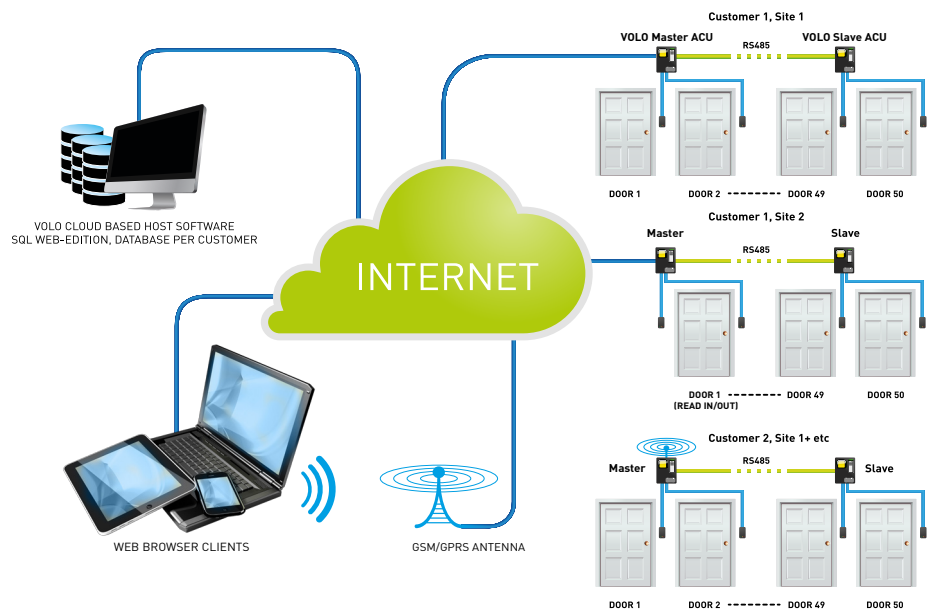 Customer 1, Site 1
VOLO Master ACU
RS485
VOLO Slave ACU
DOOR 1
DOOR 2
DOOR 49
DOOR 50
VOLO CLOUD BASED HOST SOFTWARE
SQL WEB-EDITION, DATABASE PER CUSTOMER
INTERNET
Customer 1, Site 2
Master
RS485
Slave
DOOR 1
(READ IN/OUT)
DOOR 49
DOOR 50
WEB BROWSER CLIENTS
GSM/GPRS ANTENNA
Customer 2, Site 1+ etc
Master
RS485
Slave
DOOR 1
DOOR 2
DOOR 49
DOOR 50